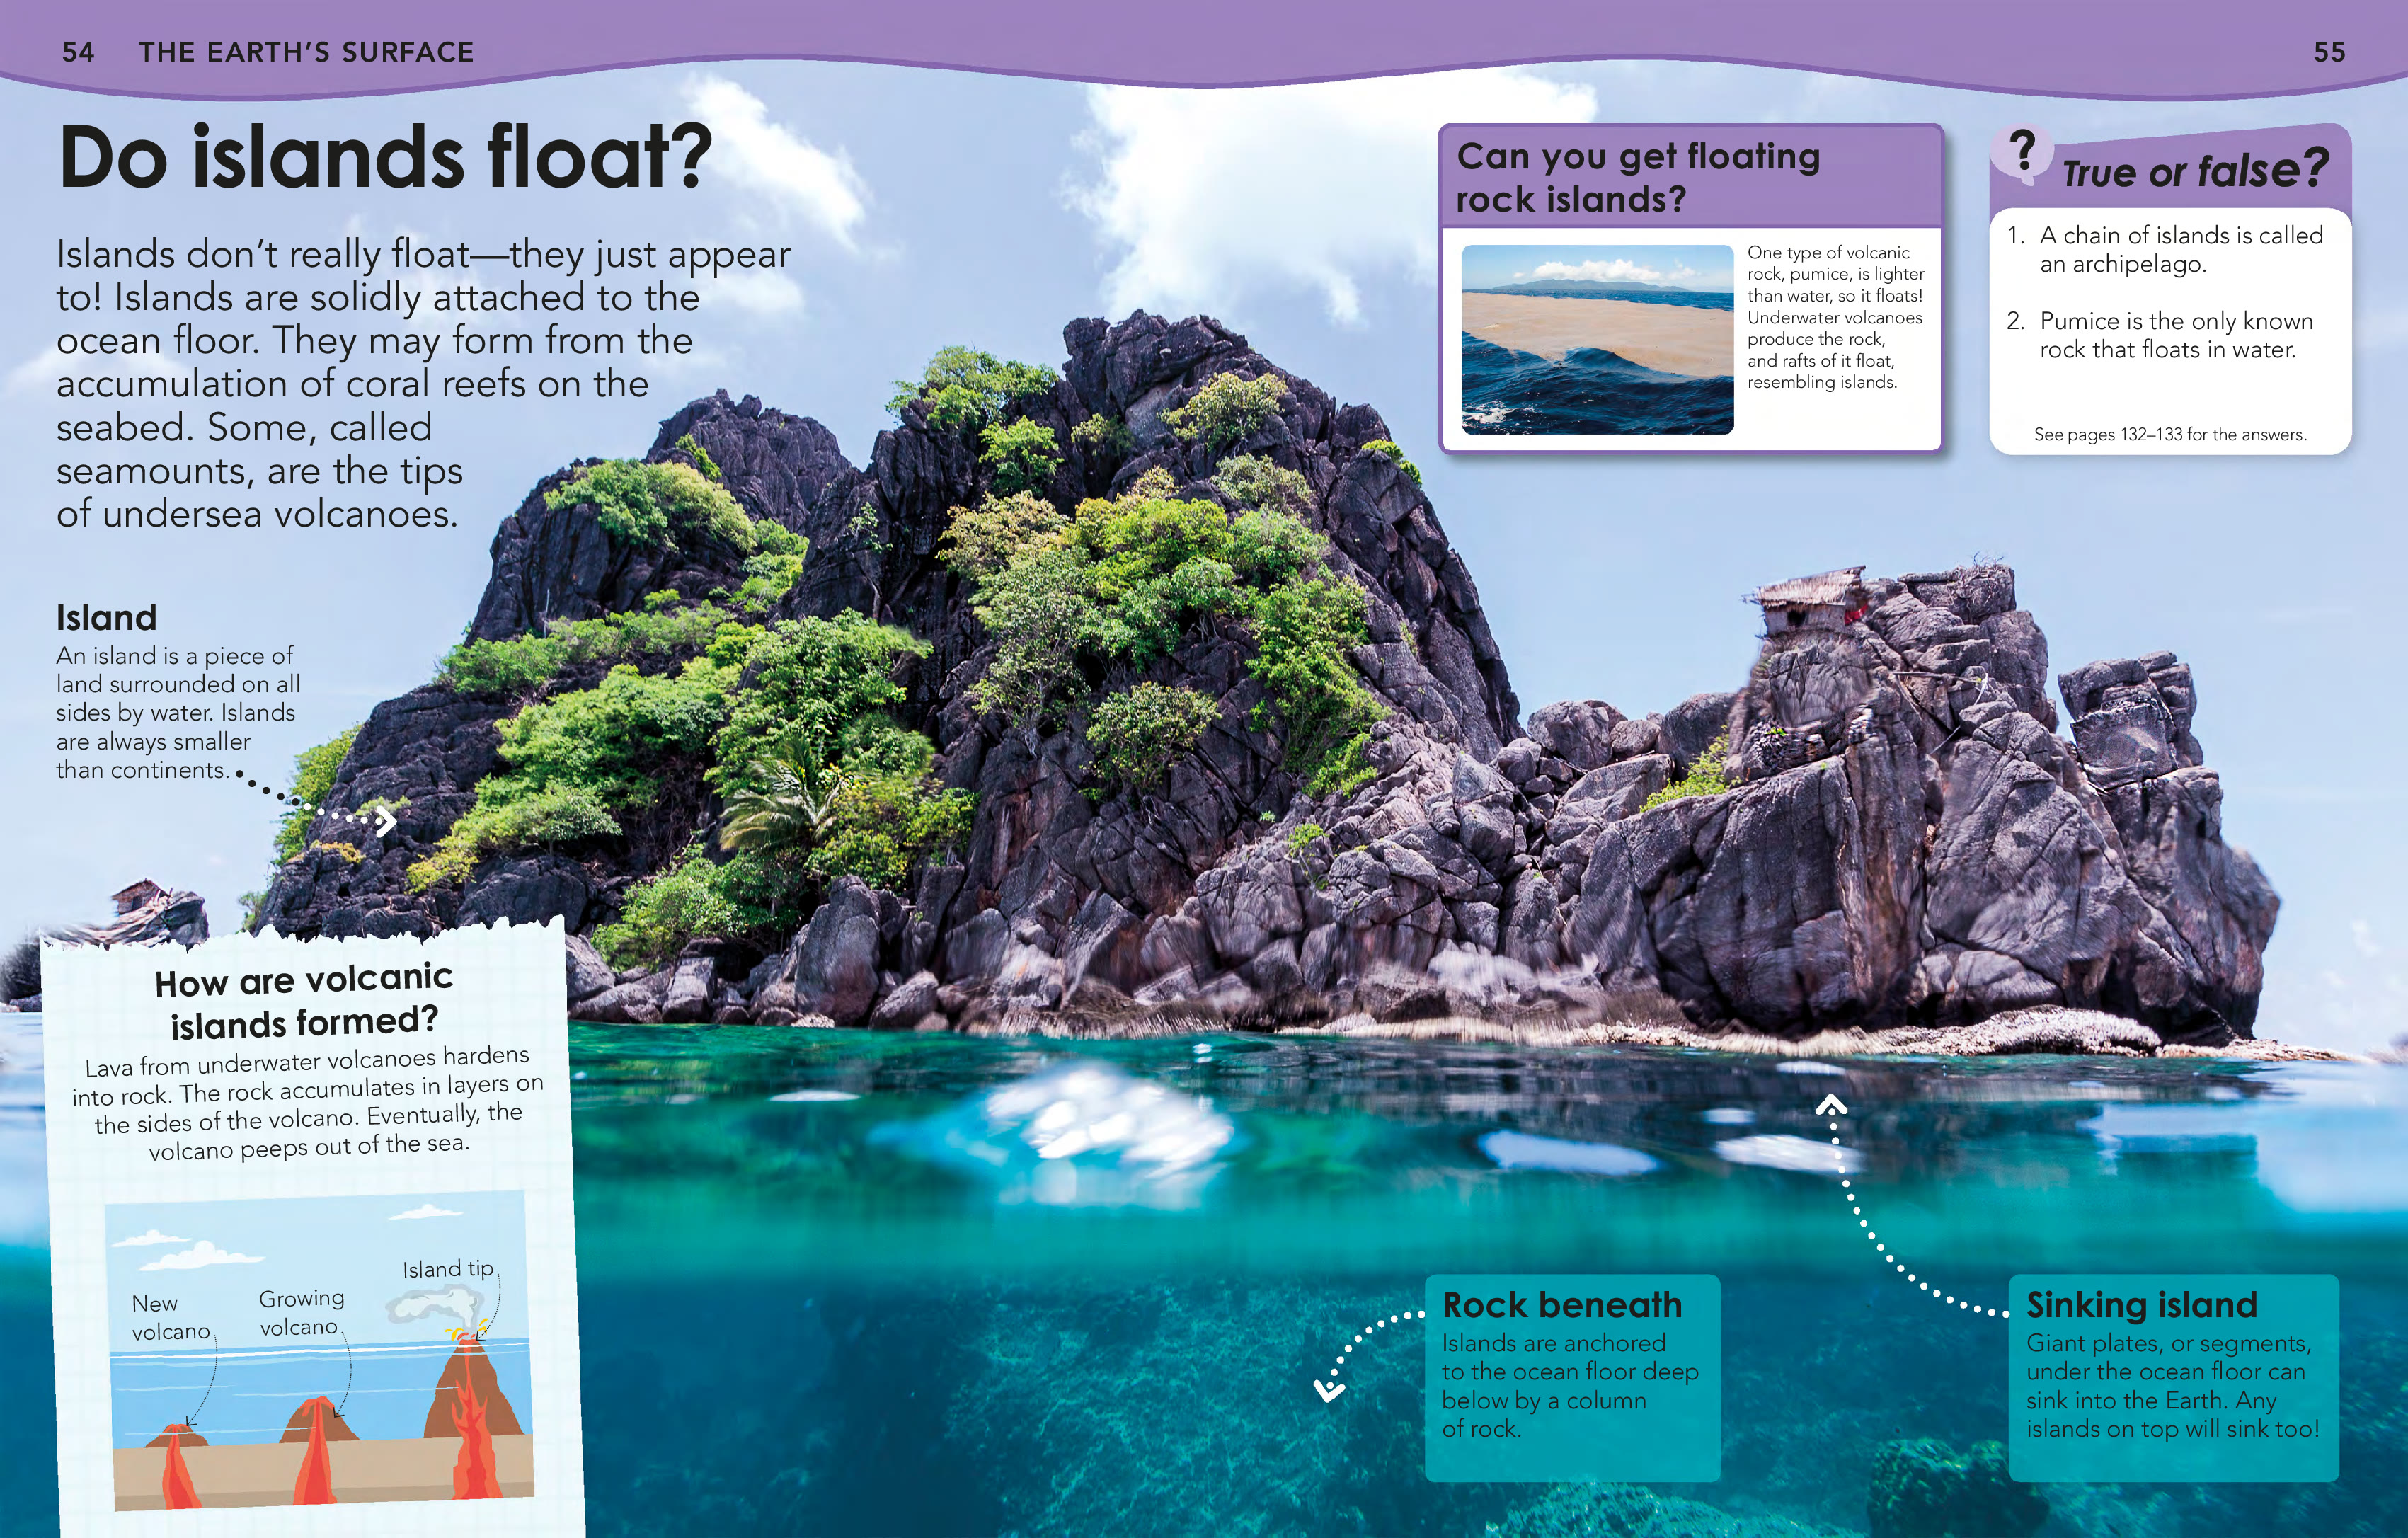 54 THE EARTH'S SURFACE
55
Do islands float?
Islands don't really float—they just appear
to! Islands are solidly attached to the
ocean floor. They may form from the
accumulation of coral reefs on the
seabed. Some, called
seamounts, are the tips
of undersea volcanoes.
Island
An island is a piece of
land surrounded on all
sides by water. Islands
are always smaller
than continents.
How are volcanic
islands formed?
Lava from underwater volcanoes hardens
into rock. The rock accumulates in layers on
the sides of the volcano. Eventually, the
volcano peeps out of the sea.
New
volcano
Growing
volcano
Island tip
Can you get floating
rock islands?
One type of volcanic
rock, pumice, is lighter
than water, so it floats!
Underwater volcanoes
produce the rock,
and rafts of it float,
resembling islands.
?
True or false?
1. A chain of islands is called
an archipelago.
2. Pumice is the only known
rock that floats in water.
See pages 132–133 for the answers.
Rock beneath
Islands are anchored
to the ocean floor deep
below by a column
of rock.
Sinking island
Giant plates, or segments,
under the ocean floor can
sink into the Earth. Any
islands on top will sink too!